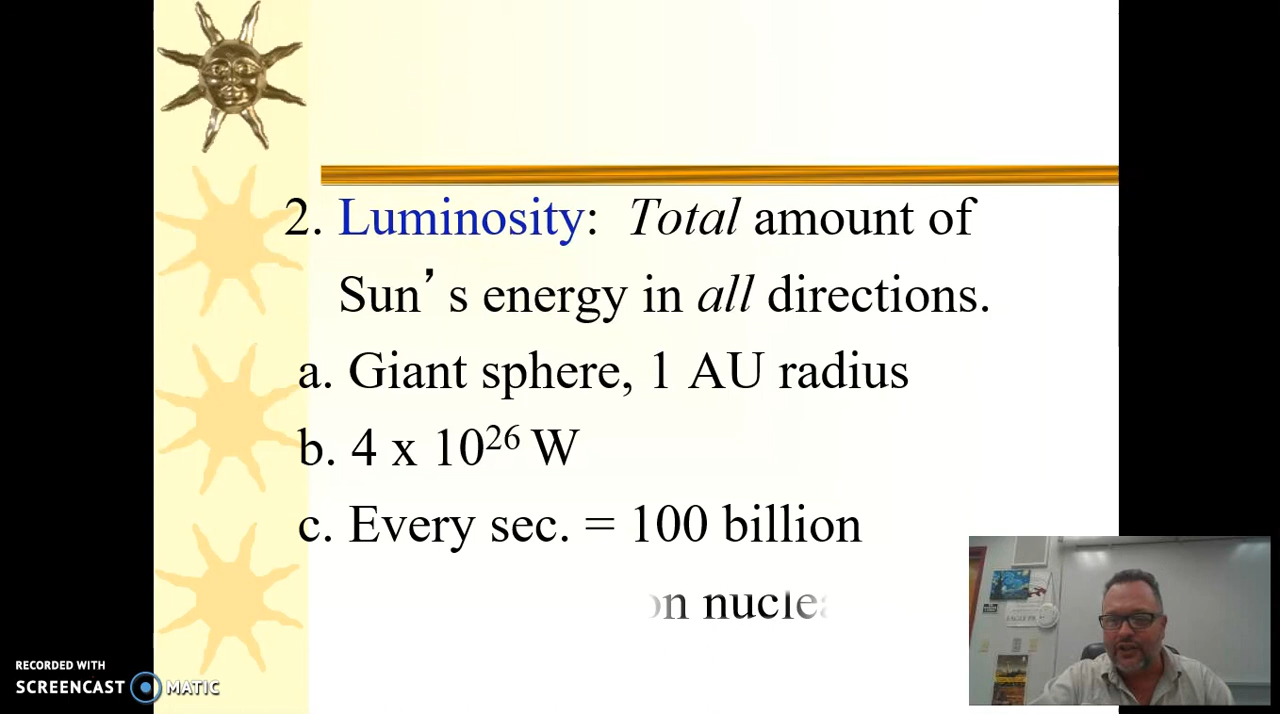 2. Luminosity: Total amount of
Sun’s energy in all directions.
a. Giant sphere, 1 AU radius
b. 4 x 10²⁶ W
c. Every sec. = 100 billion
RECORDED WITH
SCREENCAST MATIC